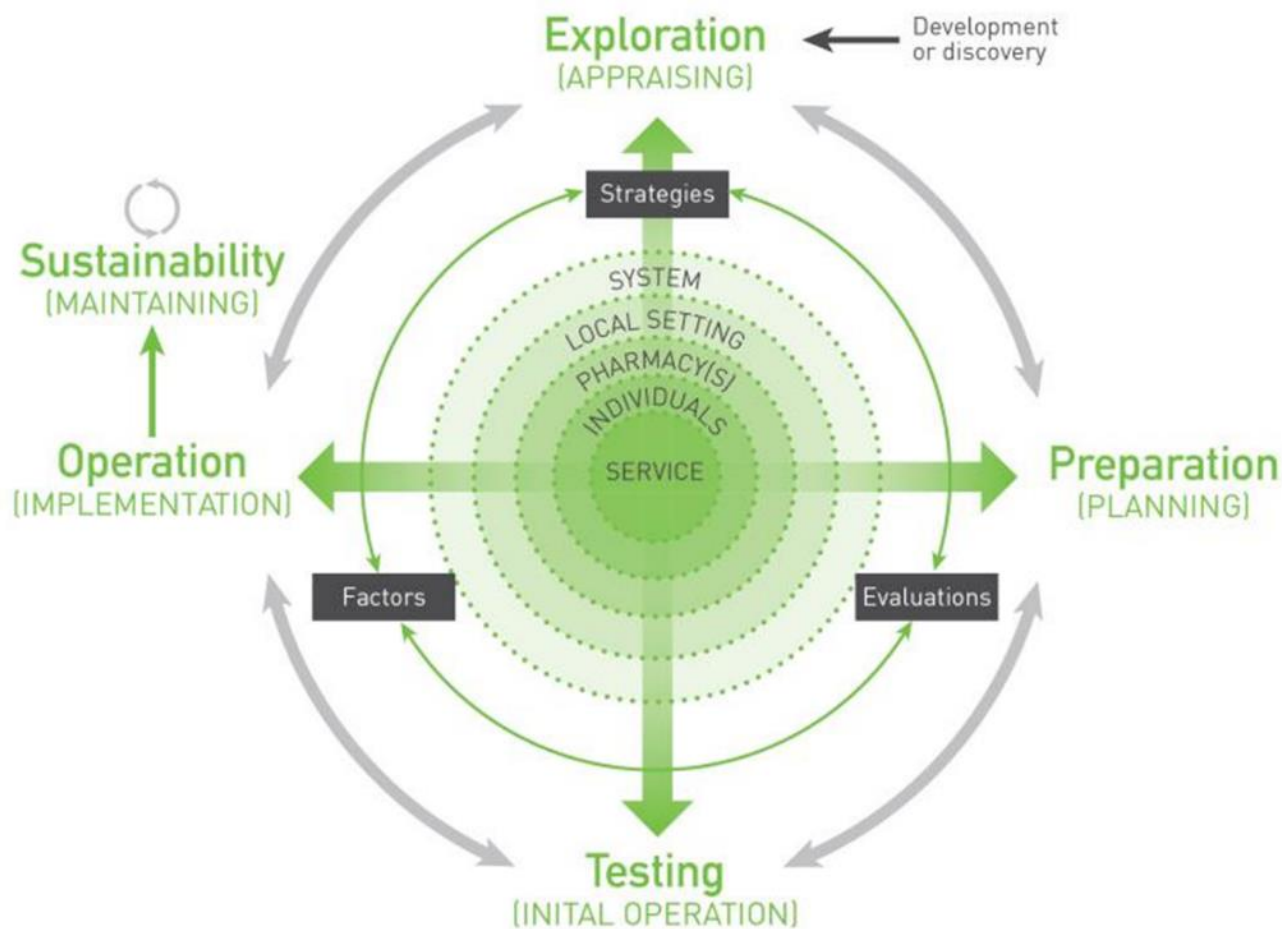 Exploration
(APPRAISING)
Development
or discovery
Strategies
Sustainability
(MAINTAINING)
SYSTEM
LOCAL SETTING
PHARMACY(S)
INDIVIDUALS
SERVICE
Operation
(IMPLEMENTATION)
Preparation
(PLANNING)
Factors
Evaluations
Testing
(INITAL OPERATION)